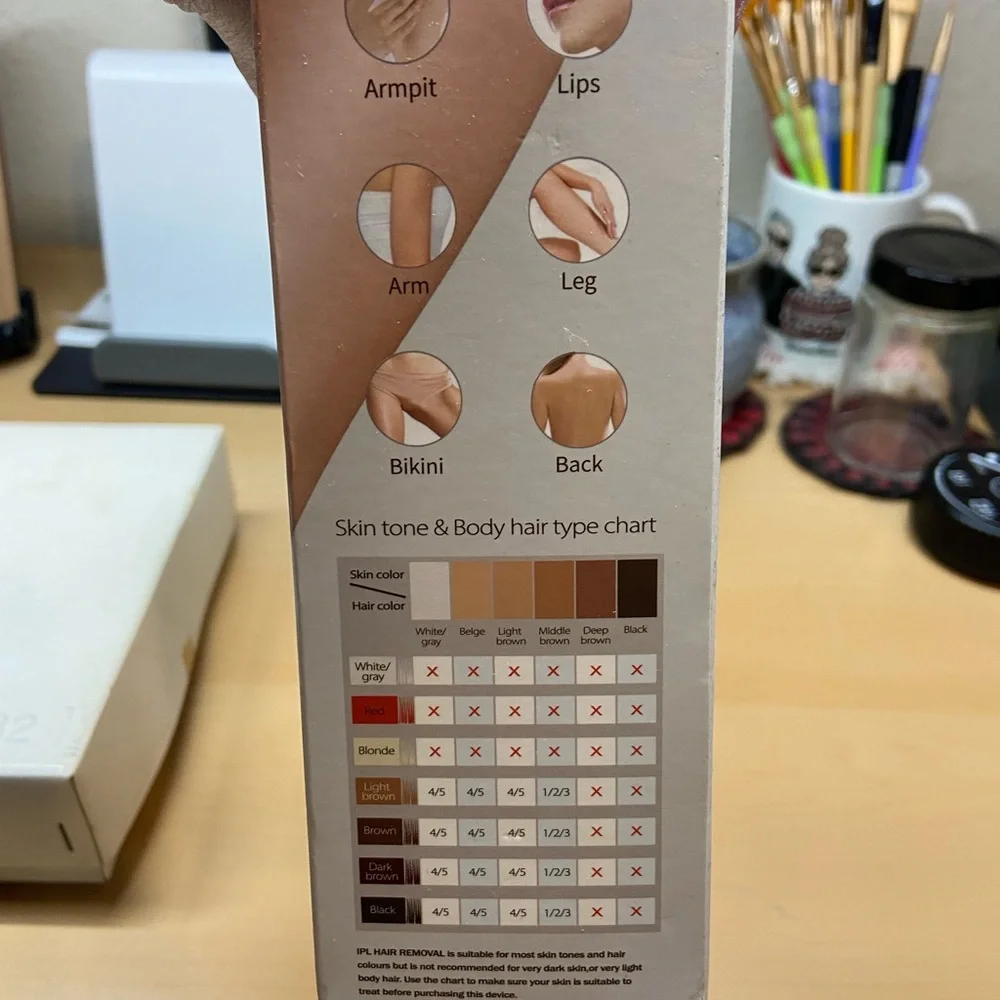 Armpit Lips
Arm Leg
Bikini Back
Skin tone & Body hair type chart
Skin color
Hair color
White/ Beige Light Middle Deep Black
gray brown brown brown
White/
gray X X X X X X
Red X X X X X X
Blonde X X X X X X
Light
brown 4/5 4/5 4/5 1/2/3 X X
Brown 4/5 4/5 4/5 1/2/3 X X
Dark
brown 4/5 4/5 4/5 1/2/3 X X
Black 4/5 4/5 4/5 1/2/3 X X
IPL HAIR REMOVAL is suitable for most skin tones and hair
colours but is not recommended for very dark skin,or very light
body hair. Use the chart to make sure your skin is suitable to
treat before purchasing this device.